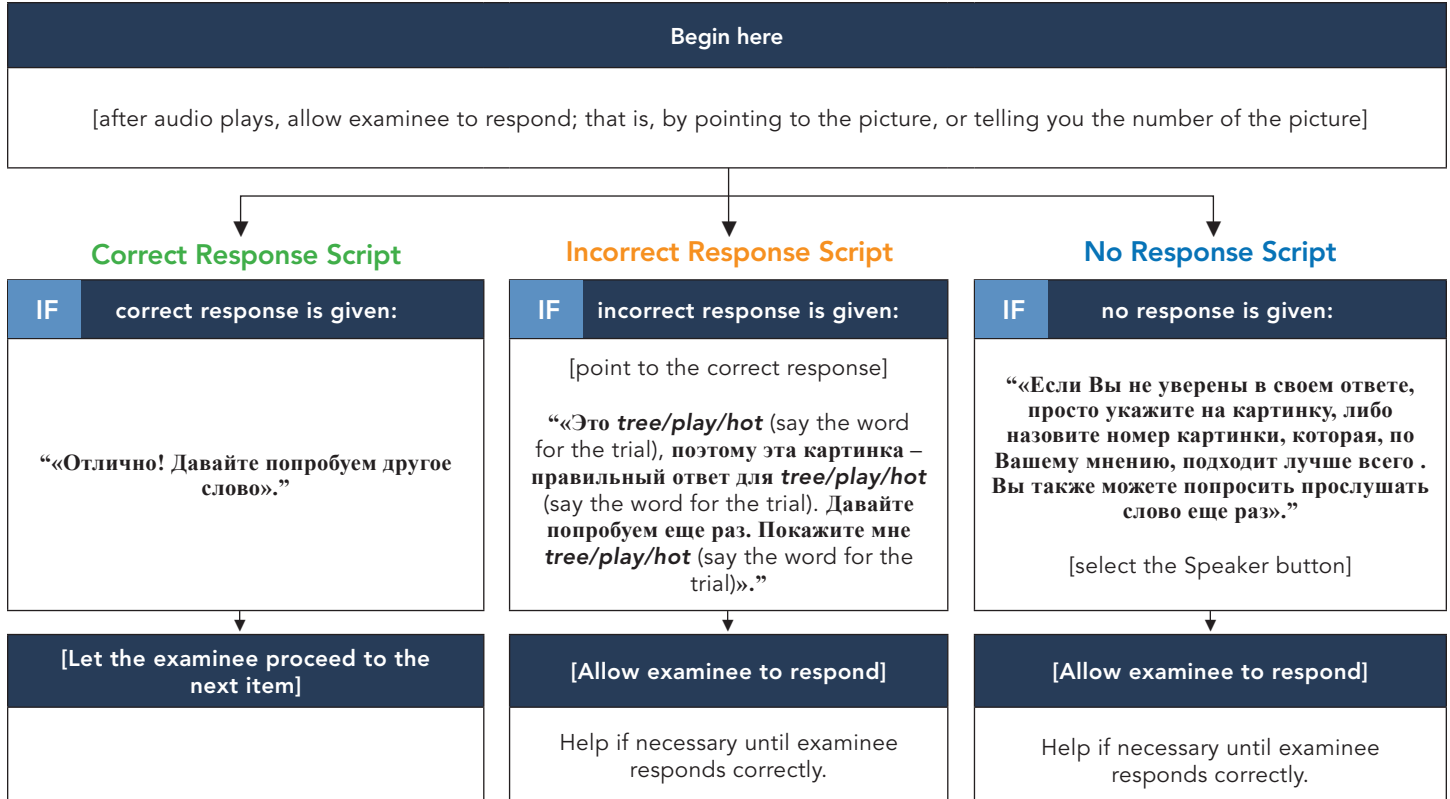 Begin here
[after audio plays, allow examinee to respond; that is, by pointing to the picture, or telling you the number of the picture]
Correct Response Script
IF correct response is given:
“«Отлично! Давайте попробуем другое
слово».”
[Let the examinee proceed to the
next item]
Incorrect Response Script
IF incorrect response is given:
[point to the correct response]
“«Это tree/play/hot (say the word
for the trial), поэтому эта картинка –
правильный ответ для tree/play/hot
(say the word for the trial). Давайте
попробуем еще раз. Покажите мне
tree/play/hot (say the word for the
trial)».”
[Allow examinee to respond]
Help if necessary until examinee
responds correctly.
No Response Script
IF no response is given:
“«Если Вы не уверены в своем ответе,
просто укажите на картинку, либо
назовите номер картинки, которая, по
Вашему мнению, подходит лучше всего .
Вы также можете попросить прослушать
слово еще раз».”
[select the Speaker button]
[Allow examinee to respond]
Help if necessary until examinee
responds correctly.